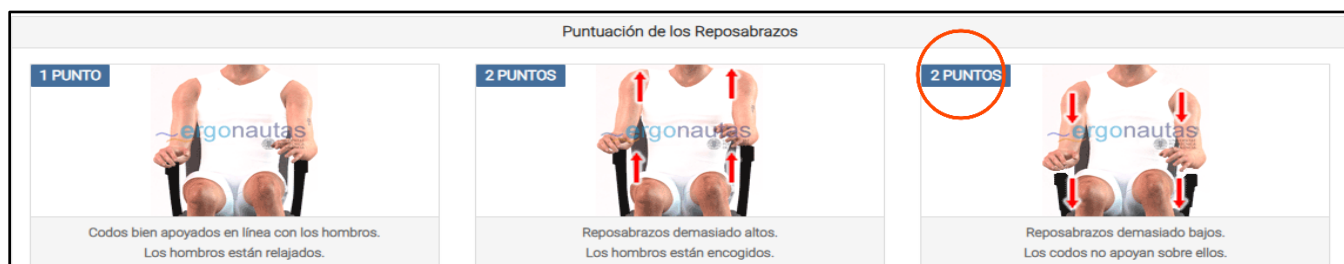 Puntuación de los Reposabrazos
1 PUNTO
ergonautas
Codos bien apoyados en línea con los hombros.
Los hombros están relajados.
2 PUNTOS
ergonautas
Reposabrazos demasiado altos.
Los hombros están encogidos.
2 PUNTOS
ergonautas
Reposabrazos demasiado bajos.
Los codos no apoyan sobre ellos.